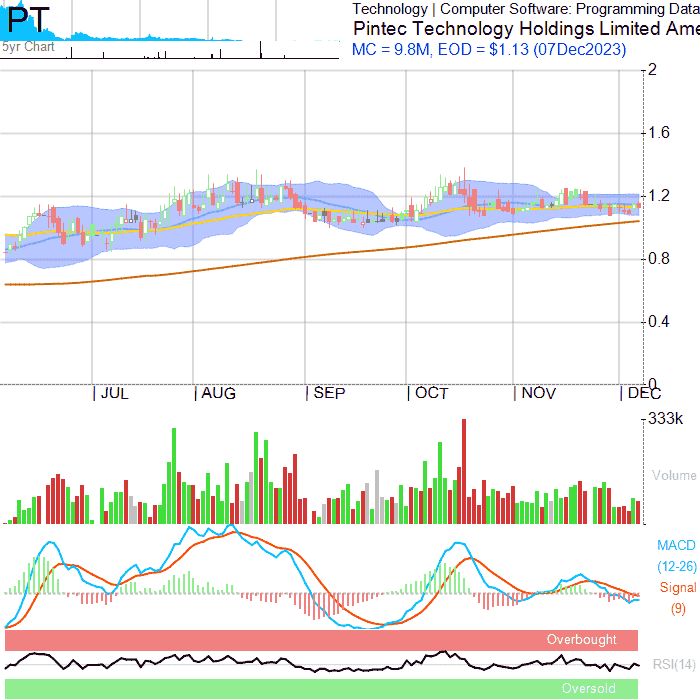 PT
5yr Chart
Technology | Computer Software: Programming Data
Pintec Technology Holdings Limited Ame
MC = 9.8M, EOD = $1.13 (07Dec2023)
2
1.6
1.2
0.8
0.4
0
JUL AUG SEP OCT NOV DEC
333k
Volume
MACD
(12-26)
Signal
(9)
Overbought
RSI(14)
Oversold